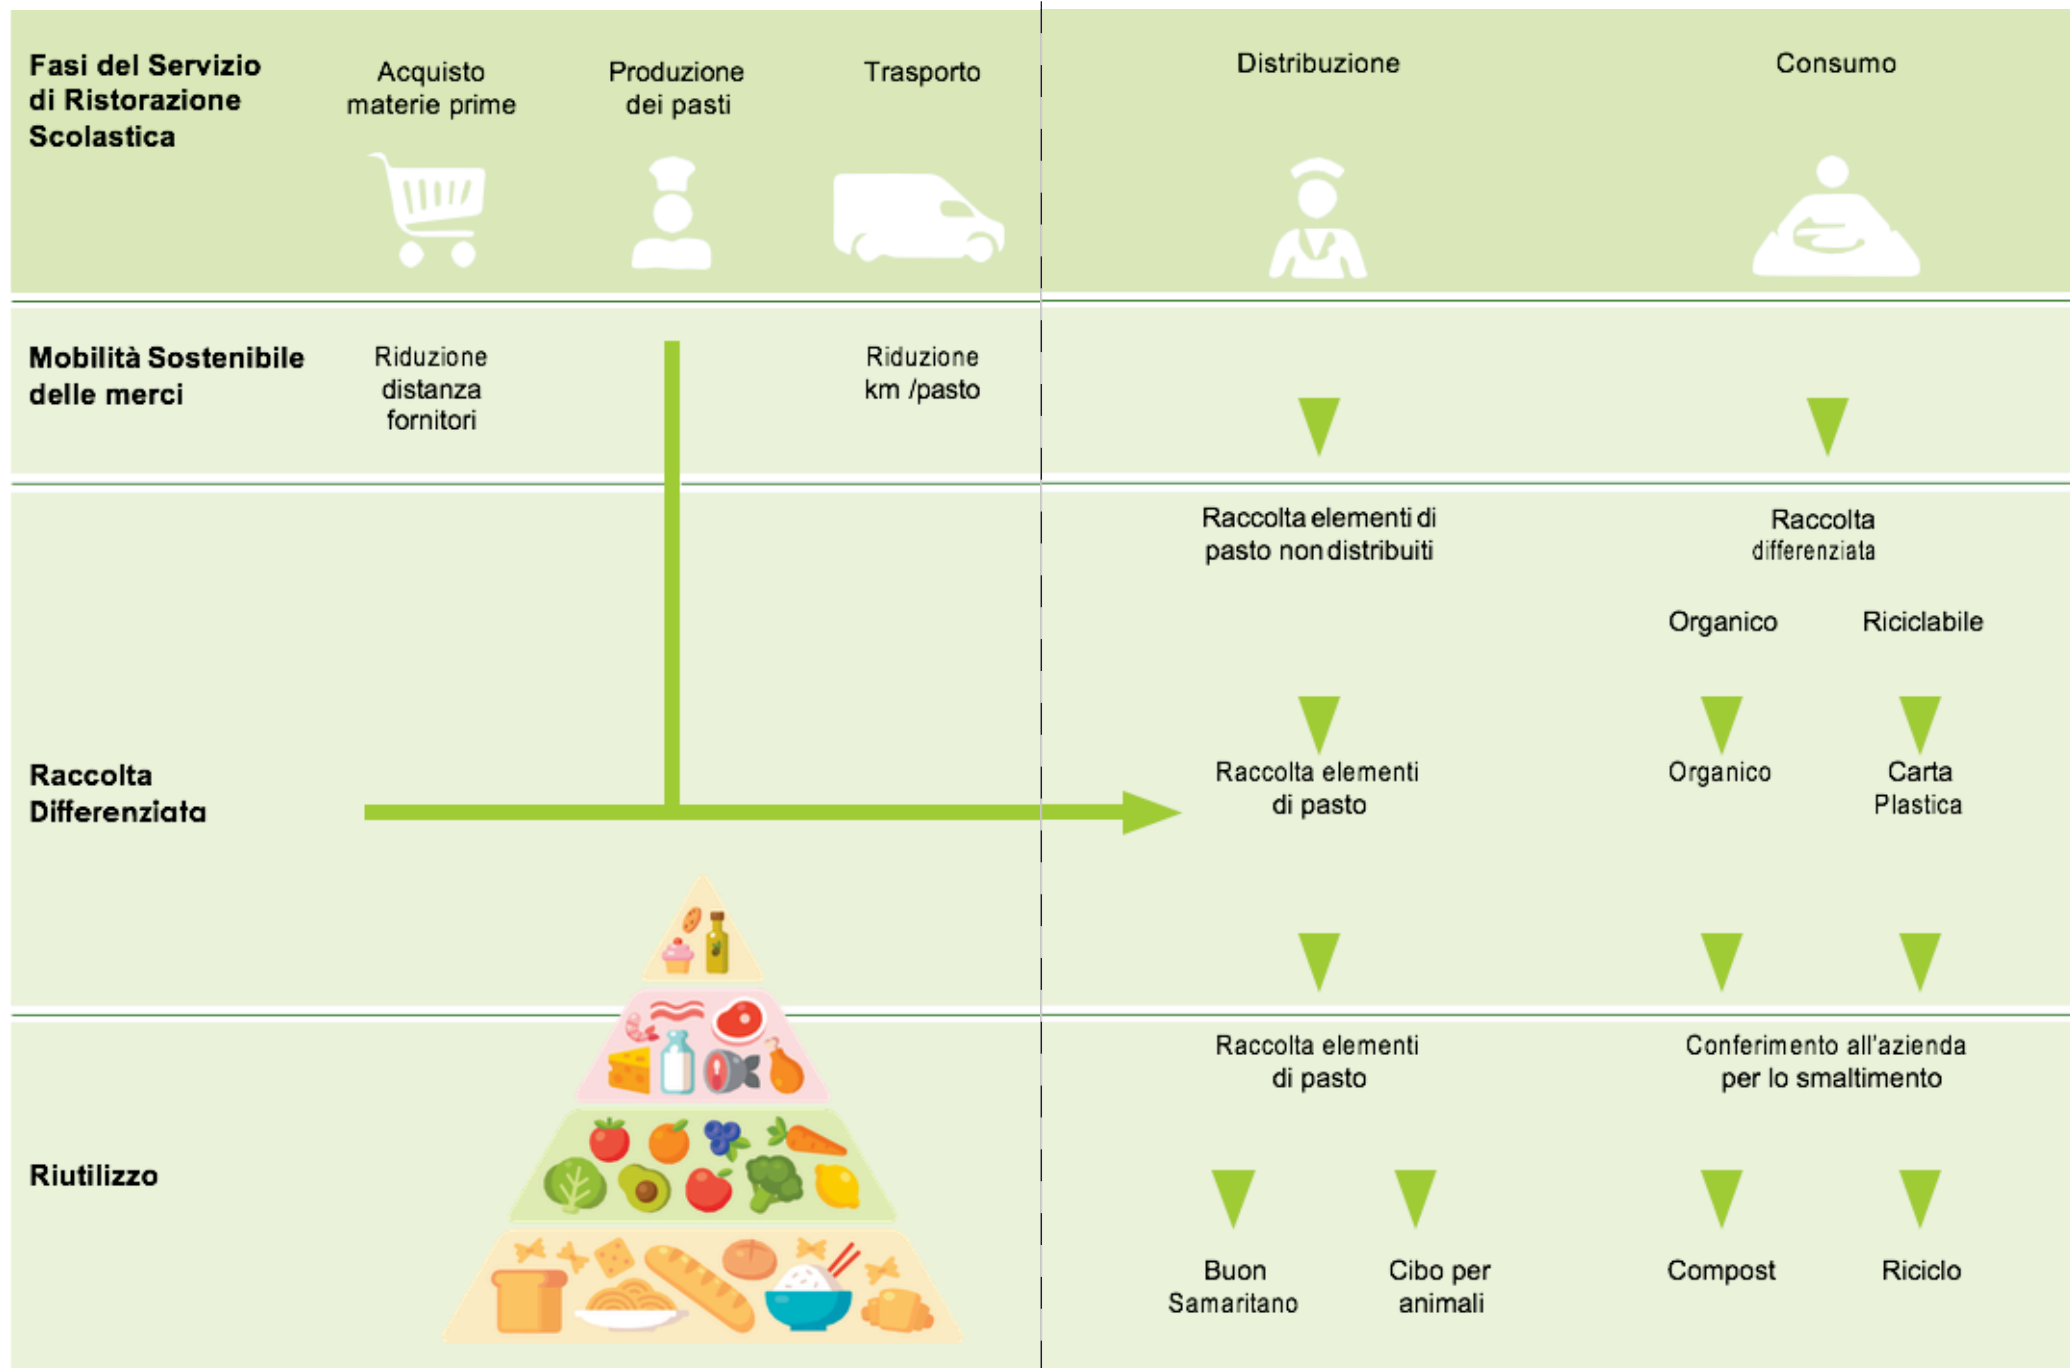 Fasi del Servizio
di Ristorazione
Scolastica
Acquisto
materie prime
Produzione
dei pasti
Trasporto
Distribuzione
Consumo
Mobilità Sostenibile
delle merci
Riduzione
distanza
fornitori
Riduzione
km /pasto
Raccolta elementi di
pasto non distribuiti
Raccolta
differenziata
Organico
Riciclabile
Raccolta
Differenziata
Raccolta elementi
di pasto
Organico
Carta
Plastica
Riutilizzo
Raccolta elementi
di pasto
Conferimento all'azienda
per lo smaltimento
Buon
Samaritano
Cibo per
animali
Compost
Riciclo